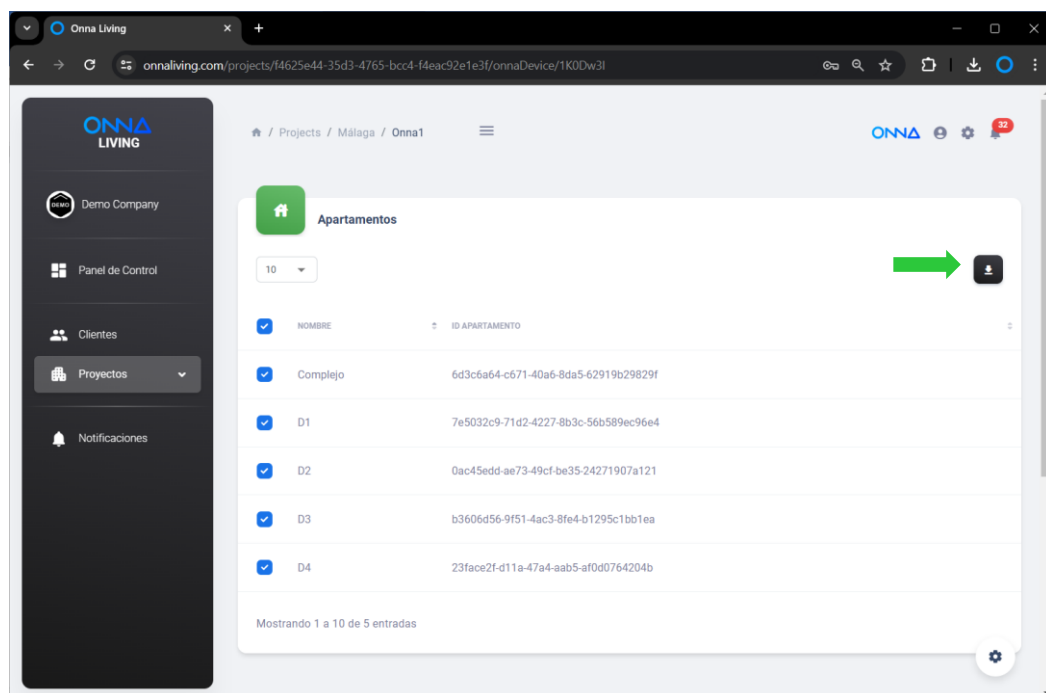 Onna Living
onnaliving.com/projects/f4625e44-35d3-4765-bcc4-f4eac92e1e3f/onnaDevice/1K0Dw3I
ONNA
LIVING
/ Projects / Málaga / Onna1
ONNA
32
DEMO
Demo Company
Apartamentos
Panel de Control
10
NOMBRE
ID APARTAMENTO
Clientes
Proyectos
Complejo
6d3c6a64-c671-40a6-8da5-62919b29829f
D1
7e5032c9-71d2-4227-8b3c-56b589ec96e4
Notificaciones
D2
0ac45edd-ae73-49cf-be35-24271907a121
D3
b3606d56-9f51-4ac3-8fe4-b1295c1bb1ea
D4
23face2f-d11a-47a4-aab5-af0d0764204b
Mostrando 1 a 10 de 5 entradas